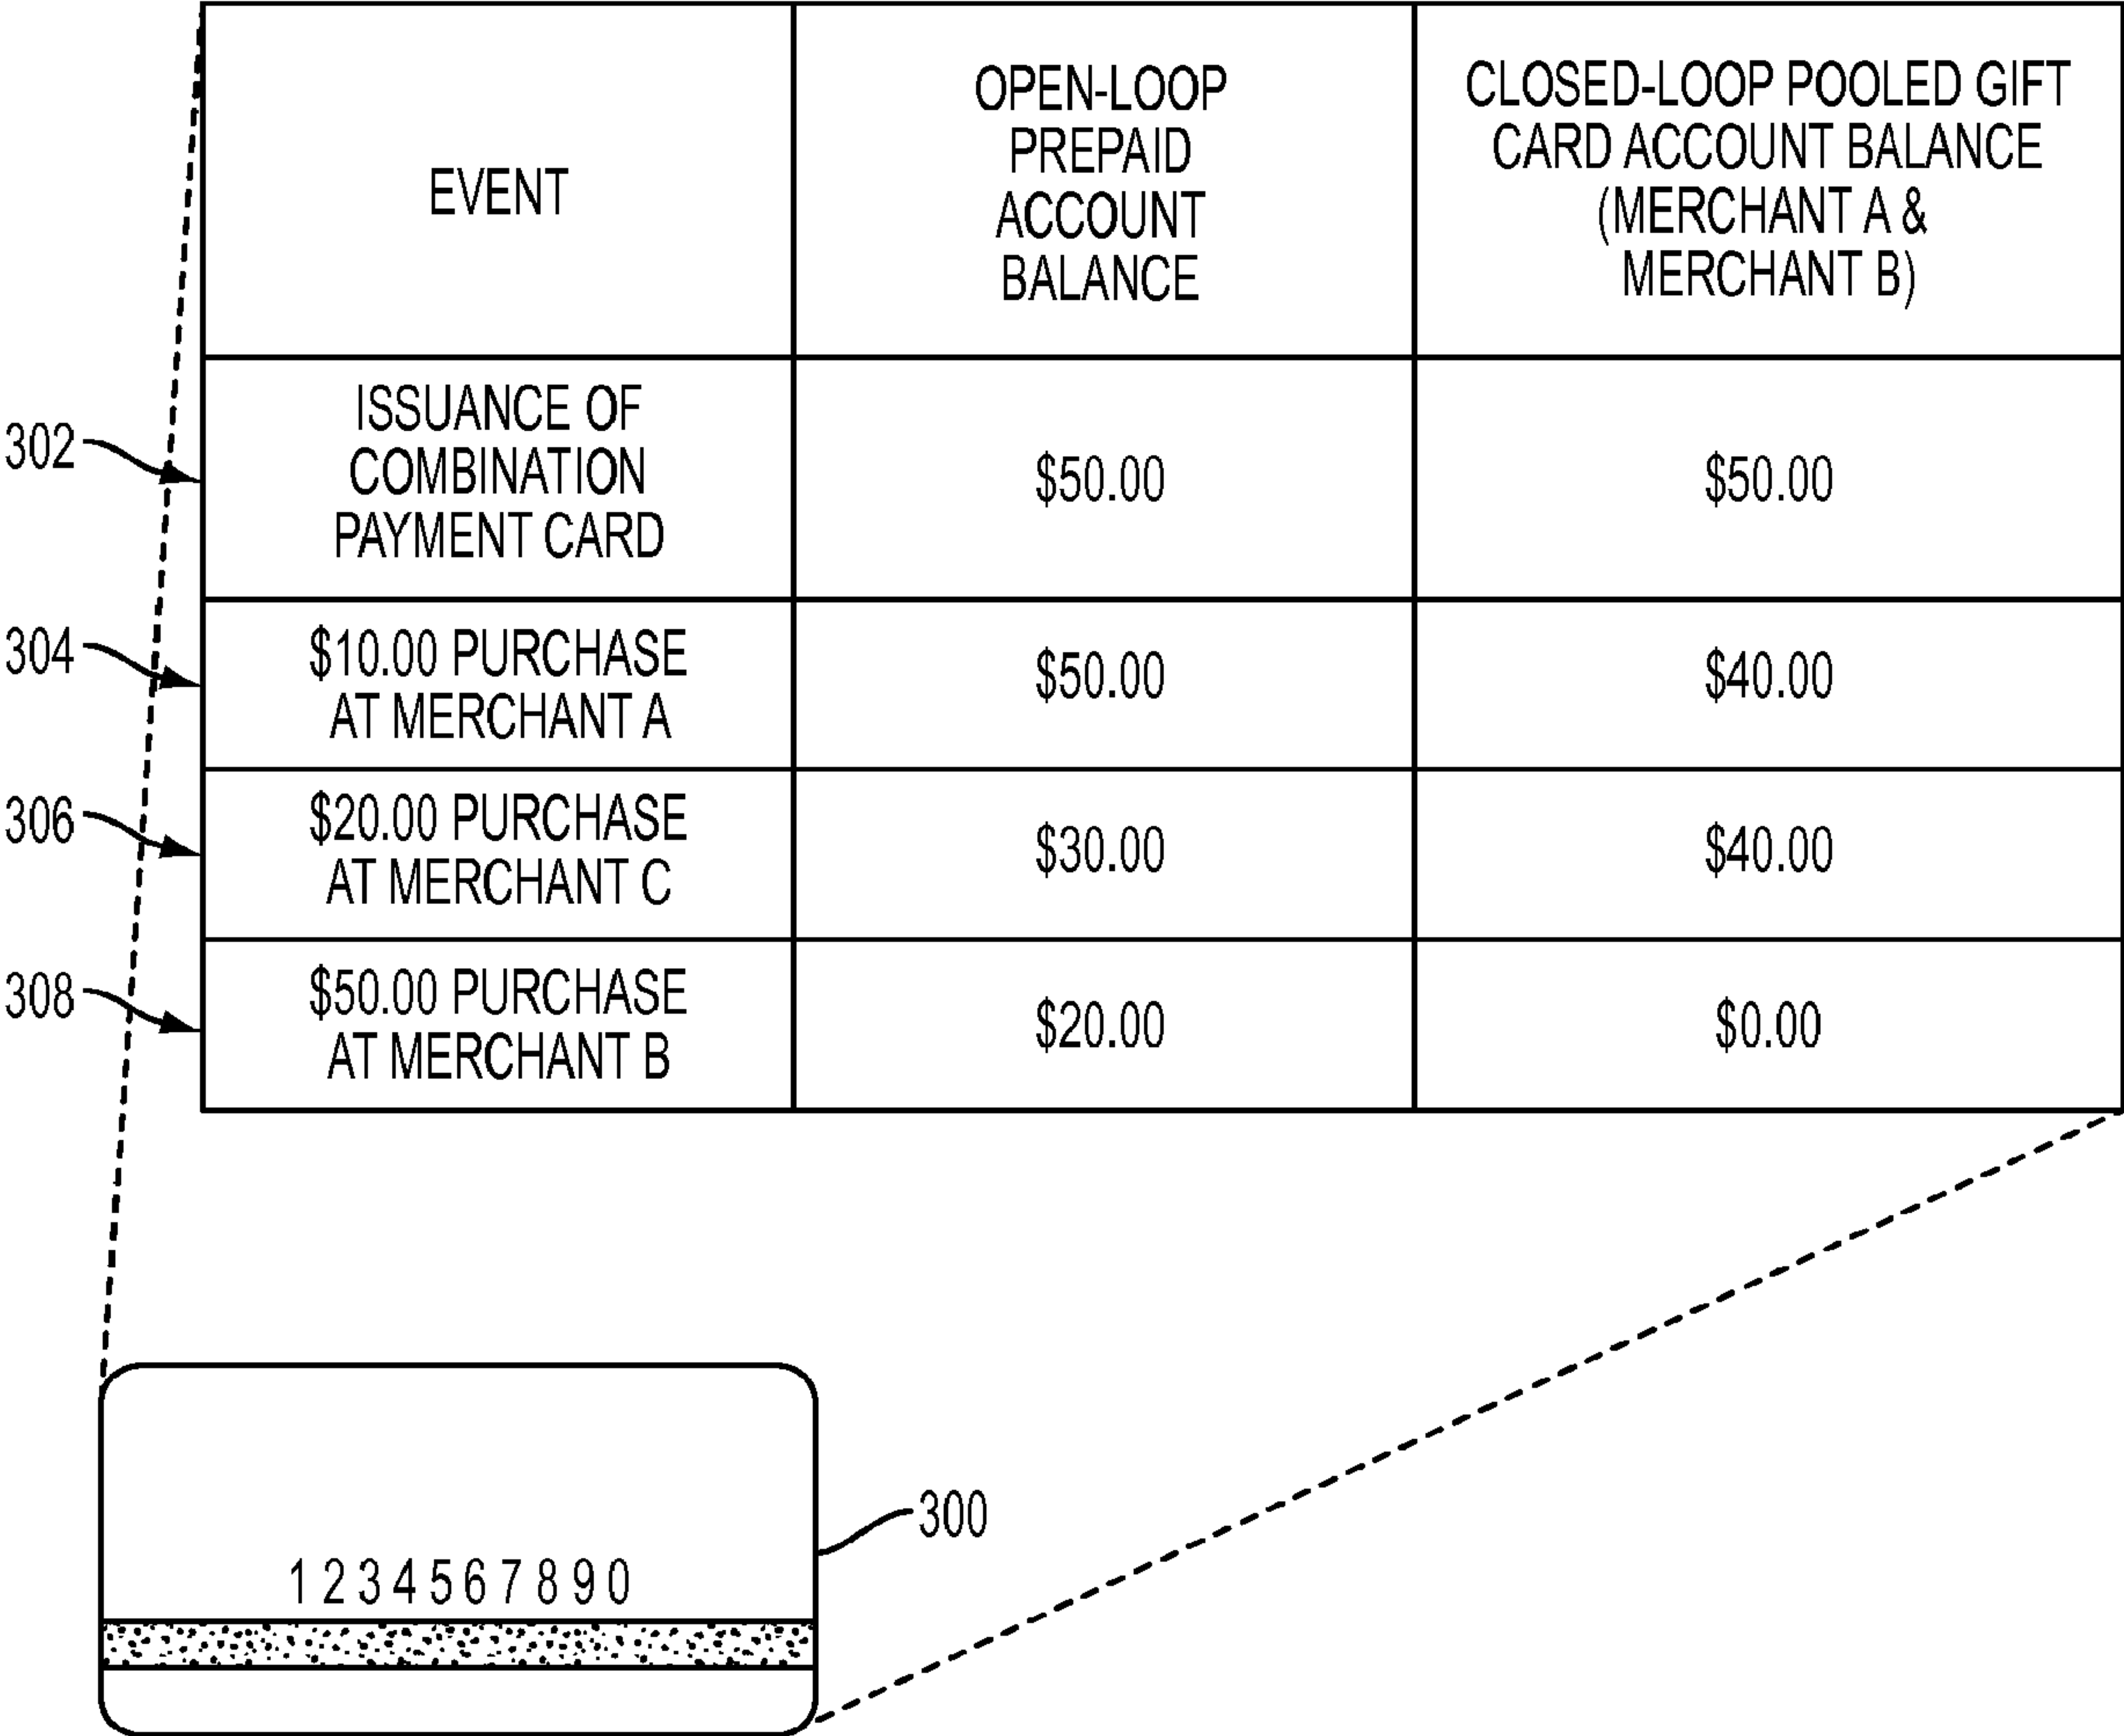 EVENT
OPEN-LOOP
PREPAID
ACCOUNT
BALANCE
CLOSED-LOOP POOLED GIFT
CARD ACCOUNT BALANCE
(MERCHANT A &
MERCHANT B)
302
ISSUANCE OF
COMBINATION
PAYMENT CARD
$50.00
$50.00
304
$10.00 PURCHASE
AT MERCHANT A
$50.00
$40.00
306
$20.00 PURCHASE
AT MERCHANT C
$30.00
$40.00
308
$50.00 PURCHASE
AT MERCHANT B
$20.00
$0.00
300
1 2 3 4 5 6 7 8 9 0